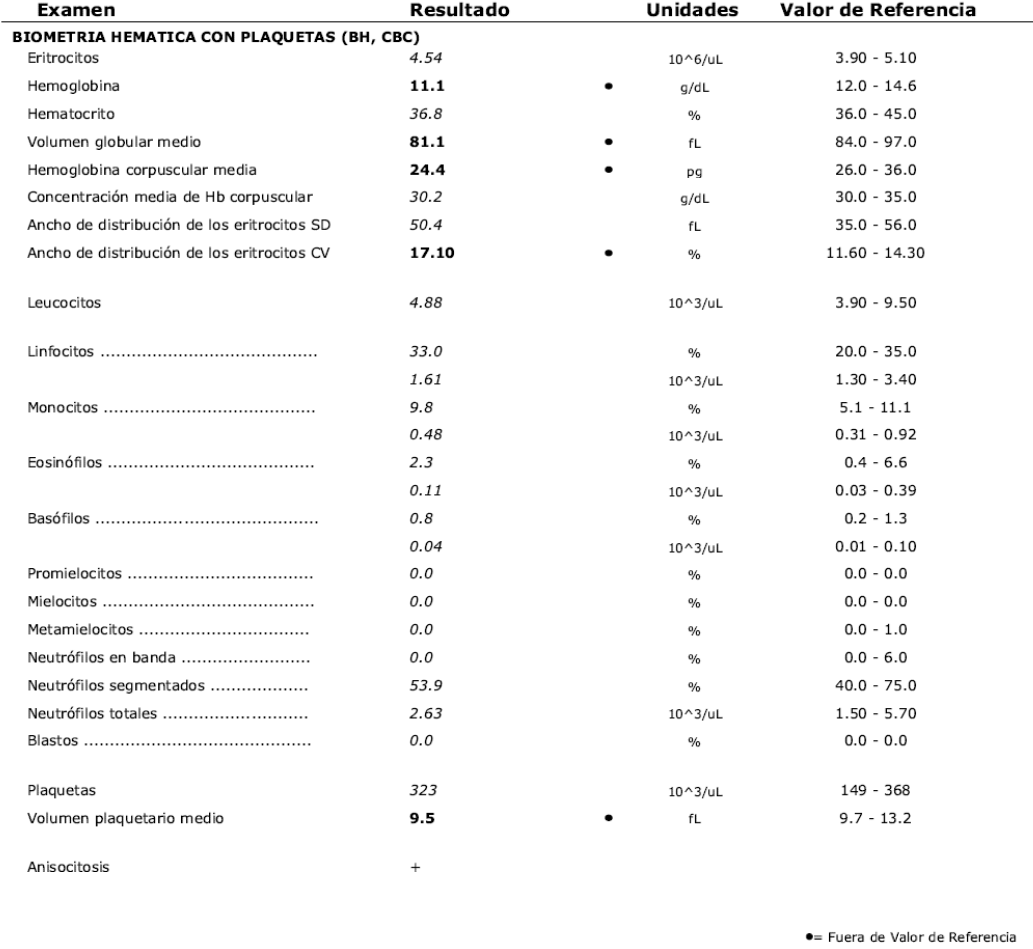 Examen Resultado Unidades Valor de Referencia
BIOMETRIA HEMATICA CON PLAQUETAS (BH, CBC)
Eritrocitos 4.54 10^6/uL 3.90 - 5.10
Hemoglobina 11.1 • g/dL 12.0 - 14.6
Hematocrito 36.8 % 36.0 - 45.0
Volumen globular medio 81.1 • fL 84.0 - 97.0
Hemoglobina corpuscular media 24.4 • pg 26.0 - 36.0
Concentración media de Hb corpuscular 30.2 g/dL 30.0 - 35.0
Ancho de distribución de los eritrocitos SD 50.4 fL 35.0 - 56.0
Ancho de distribución de los eritrocitos CV 17.10 • % 11.60 - 14.30
Leucocitos 4.88 10^3/uL 3.90 - 9.50
Linfocitos .......................................... 33.0 % 20.0 - 35.0
1.61 10^3/uL 1.30 - 3.40
Monocitos ......................................... 9.8 % 5.1 - 11.1
0.48 10^3/uL 0.31 - 0.92
Eosinófilos ........................................ 2.3 % 0.4 - 6.6
0.11 10^3/uL 0.03 - 0.39
Basófilos ........................................... 0.8 % 0.2 - 1.3
0.04 10^3/uL 0.01 - 0.10
Promielocitos .................................... 0.0 % 0.0 - 0.0
Mielocitos ......................................... 0.0 % 0.0 - 0.0
Metamielocitos ................................. 0.0 % 0.0 - 1.0
Neutrófilos en banda ......................... 0.0 % 0.0 - 6.0
Neutrófilos segmentados ................... 53.9 % 40.0 - 75.0
Neutrófilos totales ............................ 2.63 10^3/uL 1.50 - 5.70
Blastos ............................................ 0.0 % 0.0 - 0.0
Plaquetas 323 10^3/uL 149 - 368
Volumen plaquetario medio 9.5 • fL 9.7 - 13.2
Anisocitosis +
•= Fuera de Valor de Referencia